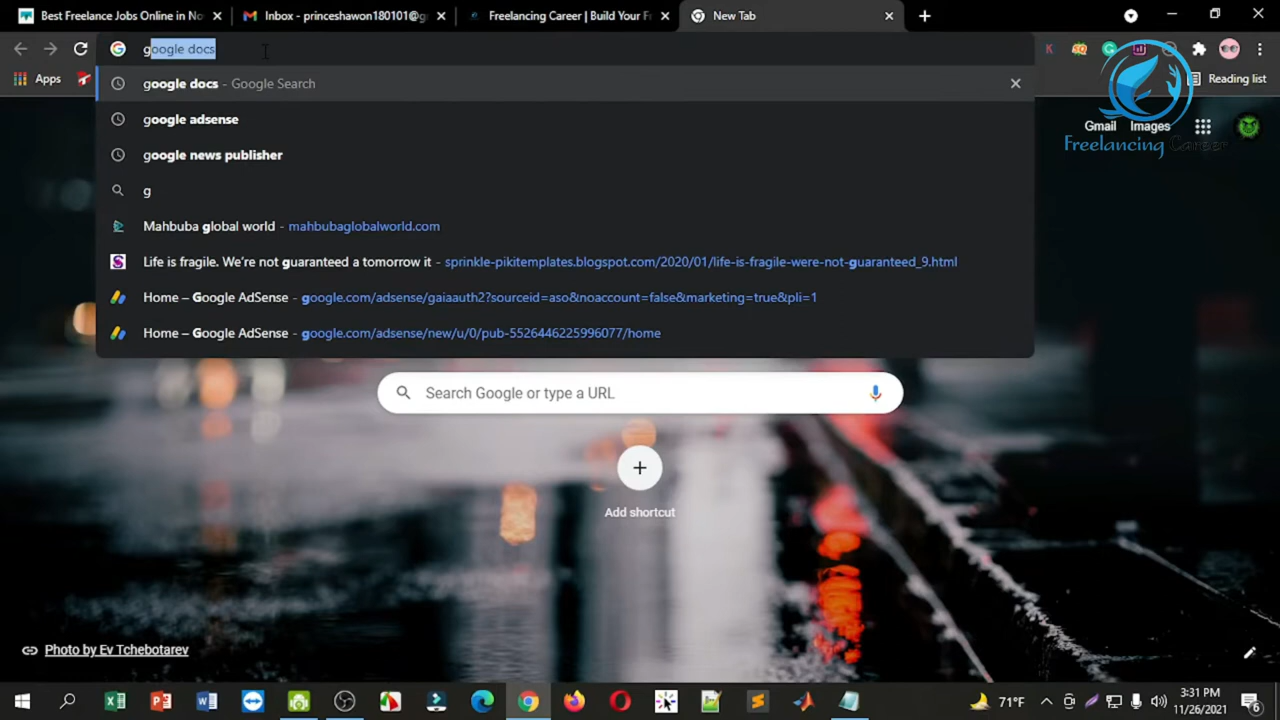 Best Freelance Jobs Online in No
Inbox - princeshawon180101@g
Freelancing Career | Build Your F
New Tab
google docs
Apps
Reading list
google docs - Google Search
google adsense
google news publisher
g
Mahbuba global world - mahbubaglobalworld.com
Life is fragile. We're not guaranteed a tomorrow it - sprinkle-pikitemplates.blogspot.com/2020/01/life-is-fragile-were-not-guaranteed_9.html
Home – Google AdSense - google.com/adsense/gaiaauth2?sourceid=aso&noaccount=false&marketing=true&pli=1
Home – Google AdSense - google.com/adsense/new/u/0/pub-5526446225996077/home
Gmail Images
Freelancing Career
Search Google or type a URL
Add shortcut
Photo by Ev Tchebotarev
71°F
3:31 PM
11/26/2021
6